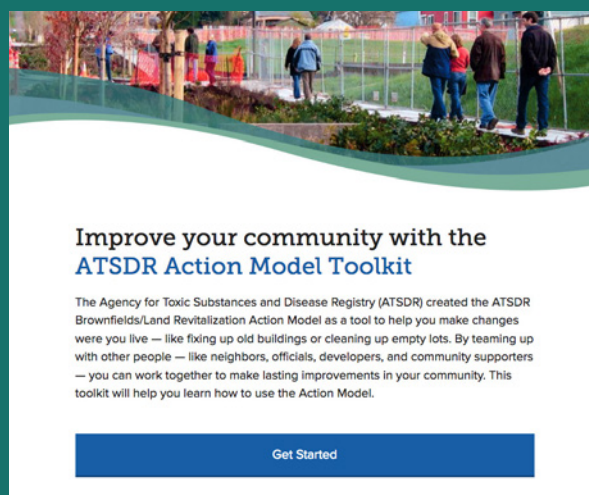 Improve your community with the
ATSDR Action Model Toolkit
The Agency for Toxic Substances and Disease Registry (ATSDR) created the ATSDR
Brownfields/Land Revitalization Action Model as a tool to help you make changes
were you live — like fixing up old buildings or cleaning up empty lots. By teaming up
with other people — like neighbors, officials, developers, and community supporters
— you can work together to make lasting improvements in your community. This
toolkit will help you learn how to use the Action Model.
Get Started